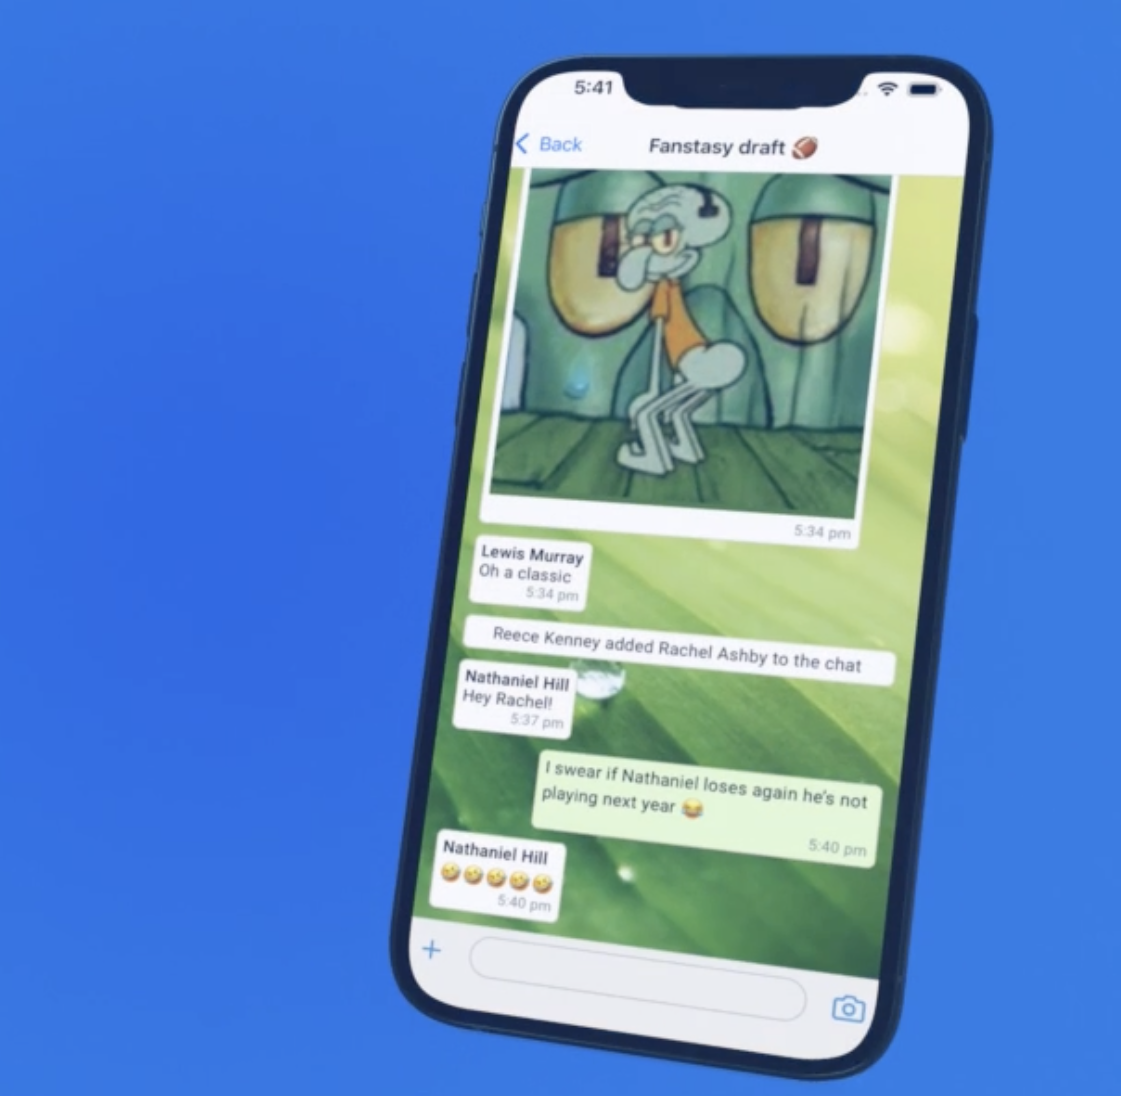 5:41
Back
Fanstasy draft 🏈
5:34 pm
Lewis Murray
Oh a classic
5:34 pm
Reece Kenney added Rachel Ashby to the chat
Nathaniel Hill
Hey Rachel!
5:37 pm
I swear if Nathaniel loses again he's not
playing next year 😂
5:40 pm
Nathaniel Hill
🤣🤣🤣🤣🤣
5:40 pm